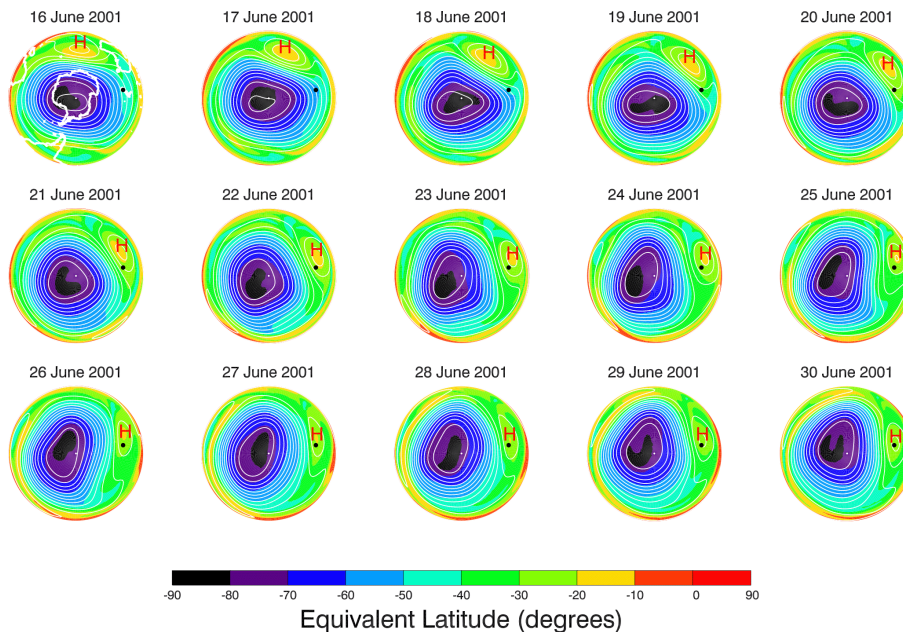 16 June 2001 17 June 2001 18 June 2001 19 June 2001 20 June 2001
H H H H H
21 June 2001 22 June 2001 23 June 2001 24 June 2001 25 June 2001
H H H H H
26 June 2001 27 June 2001 28 June 2001 29 June 2001 30 June 2001
H H H H H
-90 -80 -70 -60 -50 -40 -30 -20 -10 0 90
Equivalent Latitude (degrees)